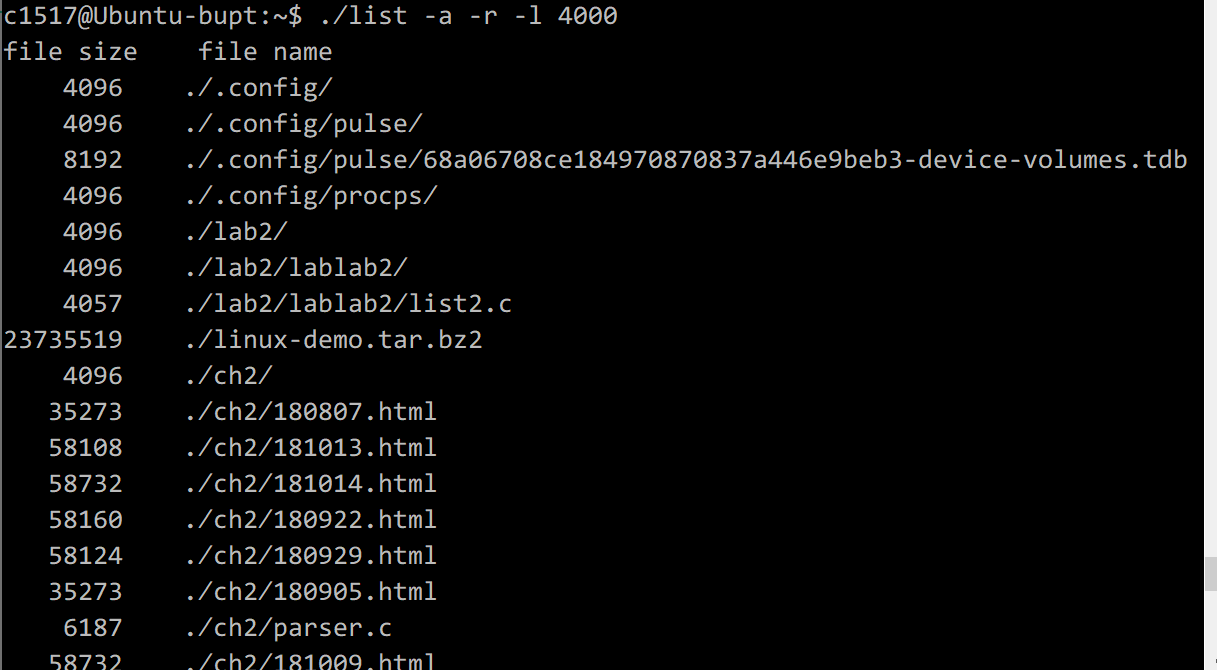 c1517@Ubuntu-bupt:~$ ./list -a -r -l 4000
file size    file name
    4096    ./.config/
    4096    ./.config/pulse/
    8192    ./.config/pulse/68a06708ce184970870837a446e9beb3-device-volumes.tdb
    4096    ./.config/procps/
    4096    ./lab2/
    4096    ./lab2/lablab2/
    4057    ./lab2/lablab2/list2.c
23735519    ./linux-demo.tar.bz2
    4096    ./ch2/
   35273    ./ch2/180807.html
   58108    ./ch2/181013.html
   58732    ./ch2/181014.html
   58160    ./ch2/180922.html
   58124    ./ch2/180929.html
   35273    ./ch2/180905.html
    6187    ./ch2/parser.c
   58732    ./ch2/181009.html